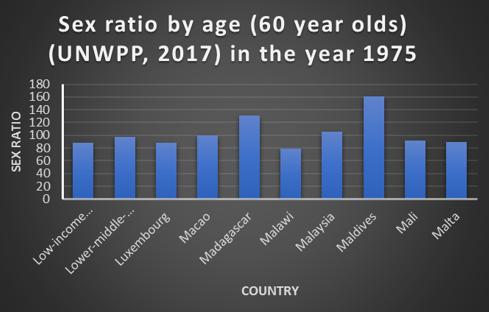 Sex ratio by age (60 year olds)
(UNWPP, 2017) in the year 1975
SEX RATIO
180
160
140
120
100
80
60
40
20
0
Low-income...
Lower-middle-...
Luxembourg
Macao
Madagascar
Malawi
Malaysia
Maldives
Mali
Malta
COUNTRY